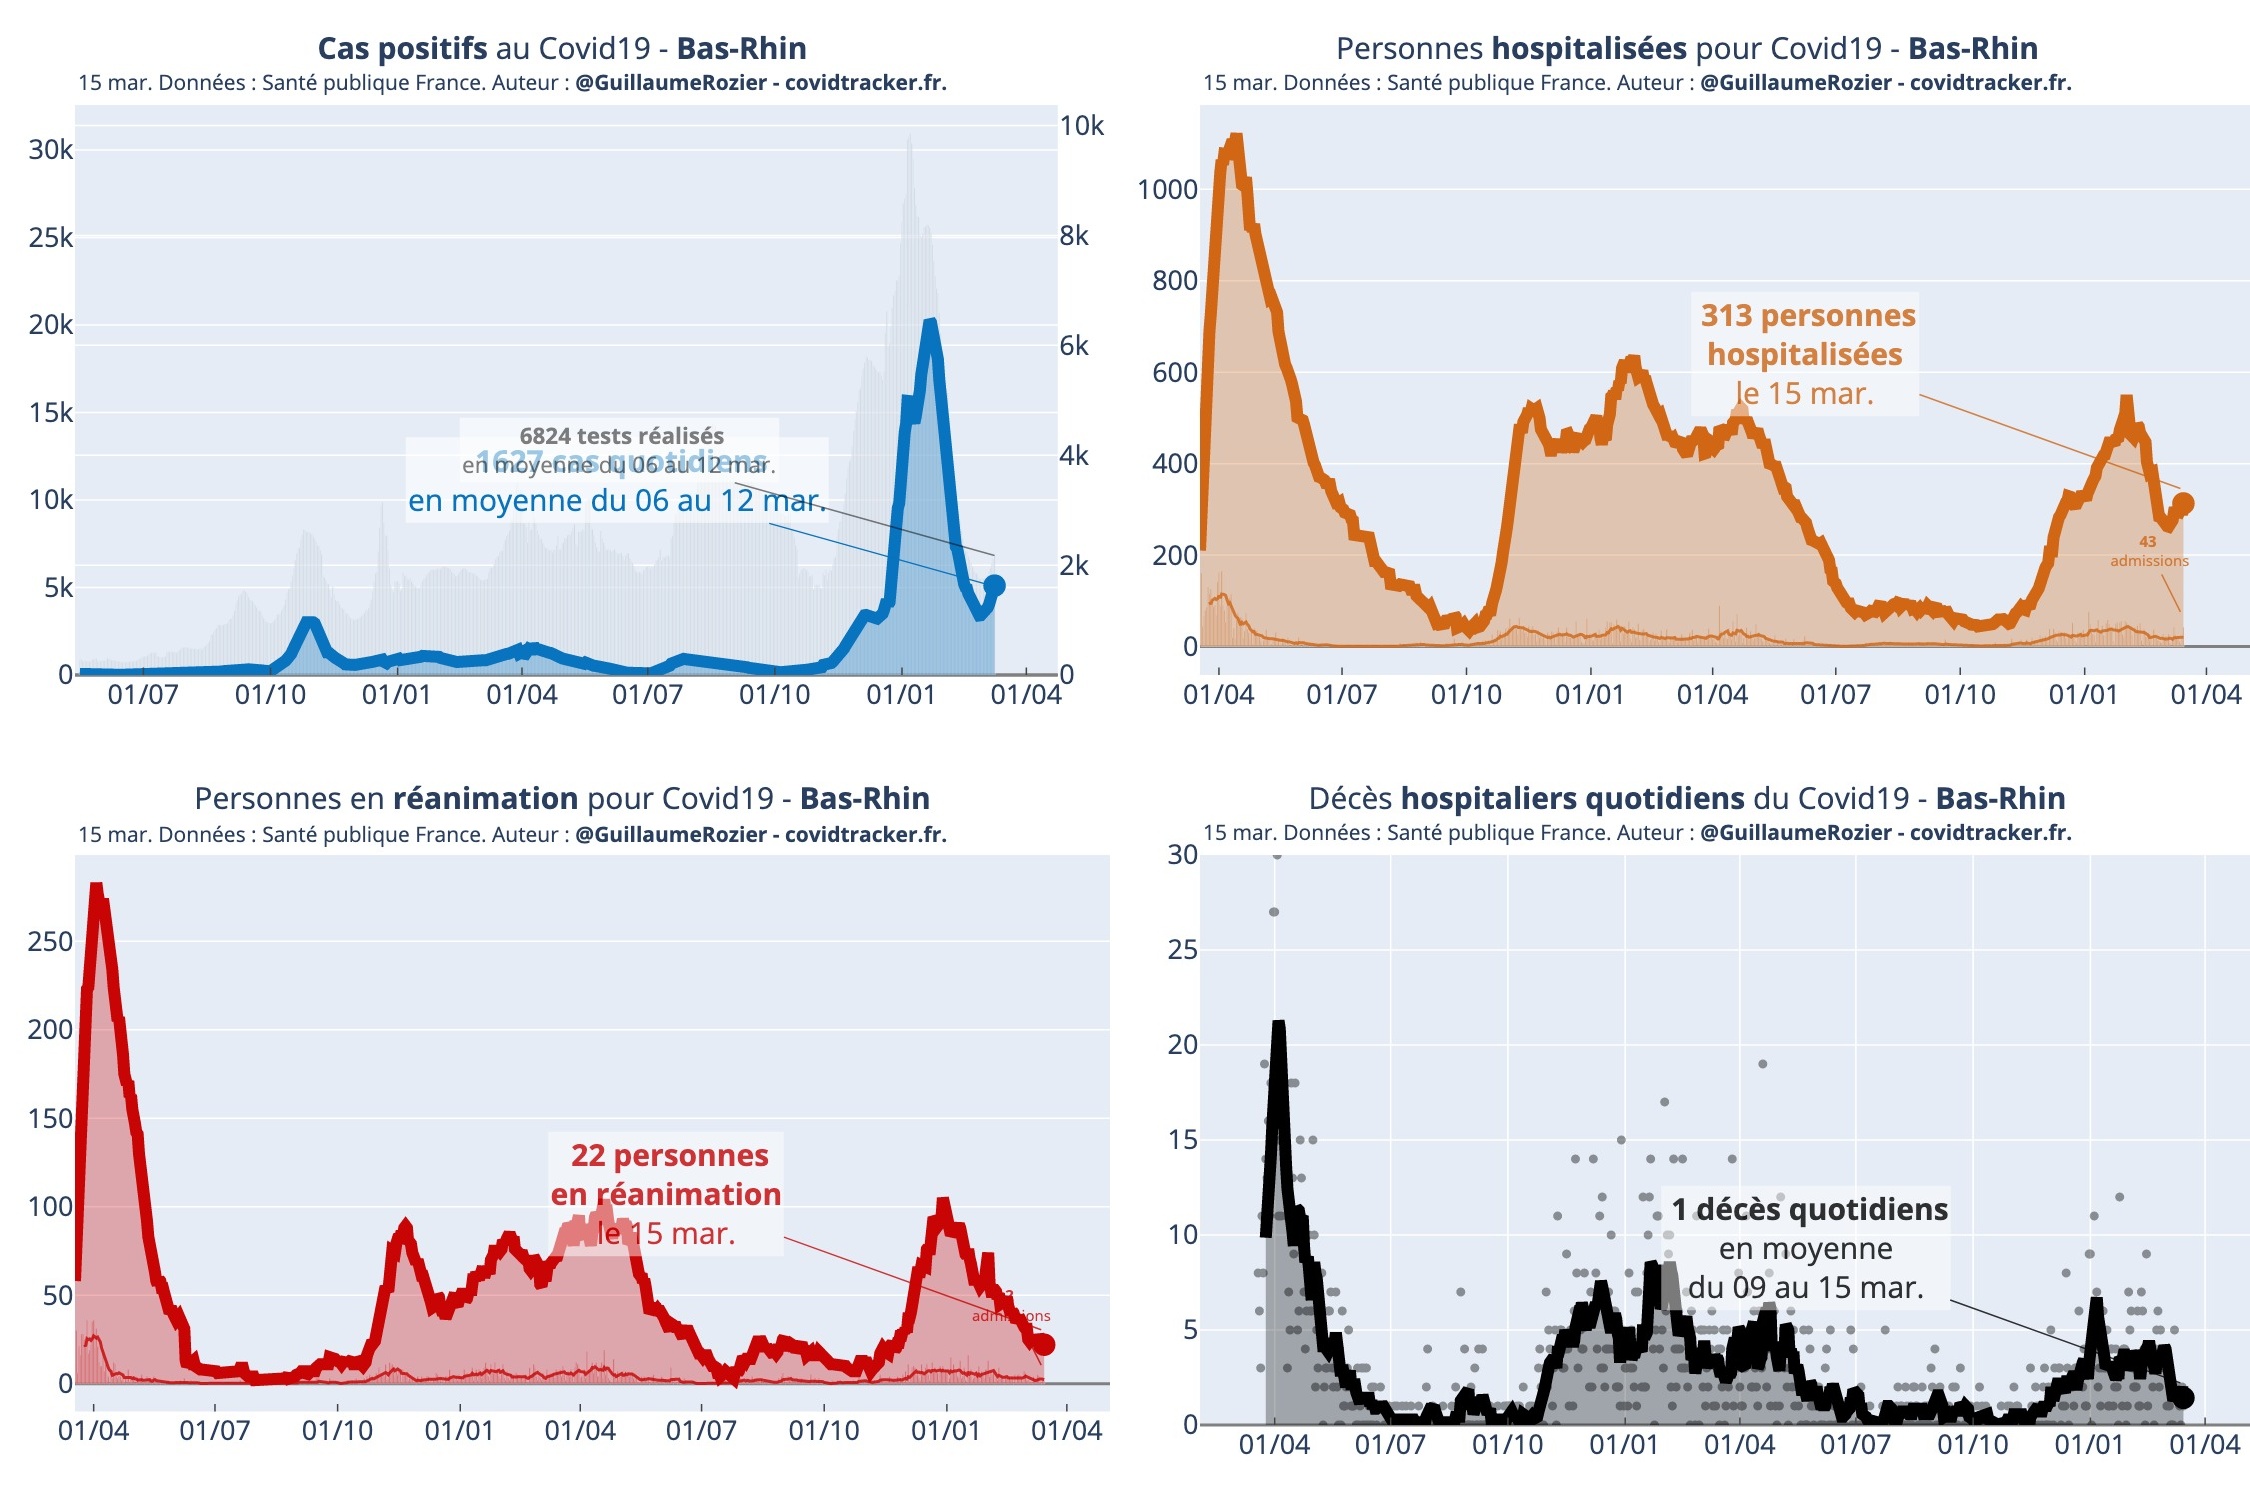 Cas positifs au Covid19 - Bas-Rhin
15 mar. Données : Santé publique France. Auteur : @GuillaumeRozier - covidtracker.fr.
30k
25k
20k
15k
10k
5k
0
10k
8k
6k
4k
2k
0
6824 tests réalisés
en moyenne du 06 au 12 mar.
1627 cas quotidiens
en moyenne du 06 au 12 mar.
01/07 01/10 01/01 01/04 01/07 01/10 01/01 01/04
Personnes hospitalisées pour Covid19 - Bas-Rhin
15 mar. Données : Santé publique France. Auteur : @GuillaumeRozier - covidtracker.fr.
1000
800
600
400
200
0
313 personnes
hospitalisées
le 15 mar.
43
admissions
01/04 01/07 01/10 01/01 01/04 01/07 01/10 01/01 01/04
Personnes en réanimation pour Covid19 - Bas-Rhin
15 mar. Données : Santé publique France. Auteur : @GuillaumeRozier - covidtracker.fr.
250
200
150
100
50
0
22 personnes
en réanimation
le 15 mar.
admissions
01/04 01/07 01/10 01/01 01/04 01/07 01/10 01/01 01/04
Décès hospitaliers quotidiens du Covid19 - Bas-Rhin
15 mar. Données : Santé publique France. Auteur : @GuillaumeRozier - covidtracker.fr.
30
25
20
15
10
5
0
1 décès quotidiens
en moyenne
du 09 au 15 mar.
01/04 01/07 01/10 01/01 01/04 01/07 01/10 01/01 01/04